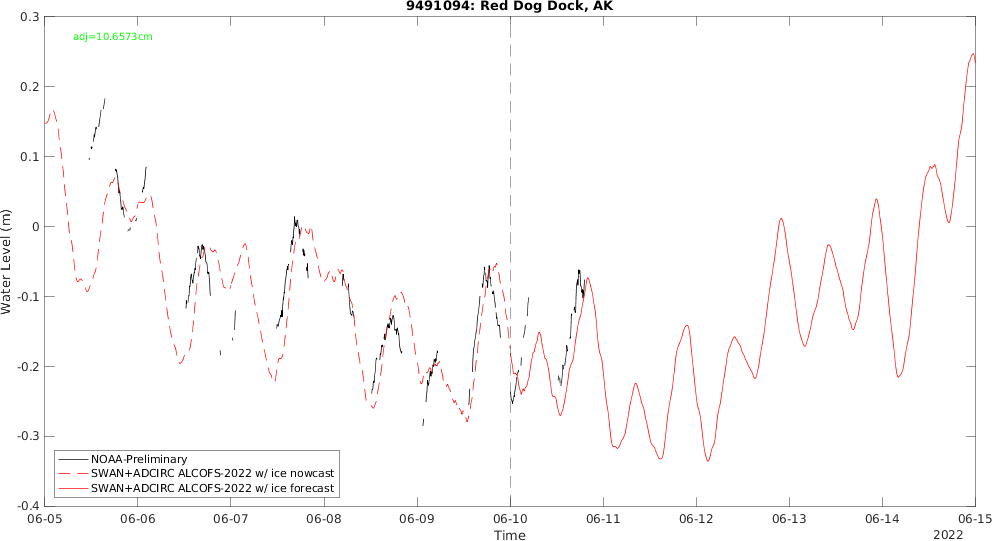 9491094: Red Dog Dock, AK
adj=10.6573cm
0.3
0.2
0.1
0
-0.1
-0.2
-0.3
-0.4
Water Level (m)
NOAA-Preliminary
SWAN+ADCIRC ALCOFS-2022 w/ ice nowcast
SWAN+ADCIRC ALCOFS-2022 w/ ice forecast
06-05 06-06 06-07 06-08 06-09 06-10 06-11 06-12 06-13 06-14 06-15
Time
2022